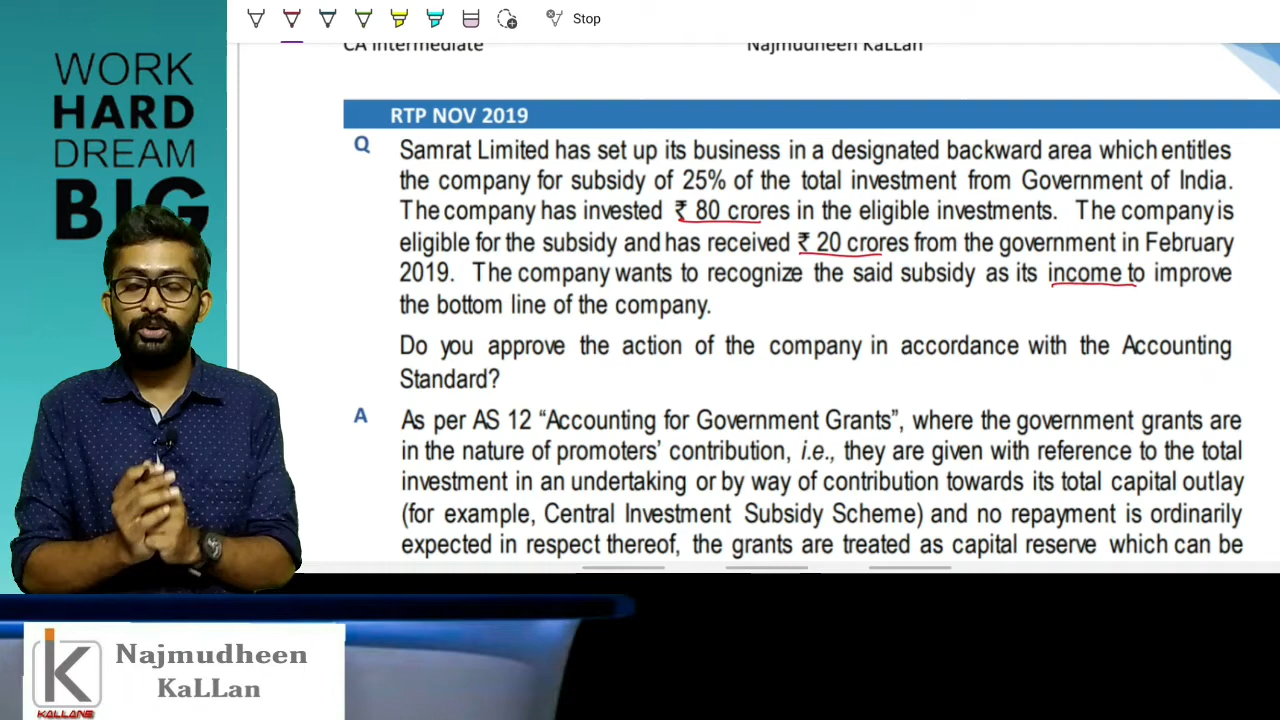 Stop
CA Intermediate
Najmudheen KaLLan
WORK
HARD
DREAM
BIG
RTP NOV 2019
Q Samrat Limited has set up its business in a designated backward area which entitles
the company for subsidy of 25% of the total investment from Government of India.
The company has invested ₹ 80 crores in the eligible investments. The company is
eligible for the subsidy and has received ₹ 20 crores from the government in February
2019. The company wants to recognize the said subsidy as its income to improve
the bottom line of the company.
Do you approve the action of the company in accordance with the Accounting
Standard?
A As per AS 12 “Accounting for Government Grants”, where the government grants are
in the nature of promoters’ contribution, i.e., they are given with reference to the total
investment in an undertaking or by way of contribution towards its total capital outlay
(for example, Central Investment Subsidy Scheme) and no repayment is ordinarily
expected in respect thereof, the grants are treated as capital reserve which can be
K
KALLANS
Najmudheen
KaLLan